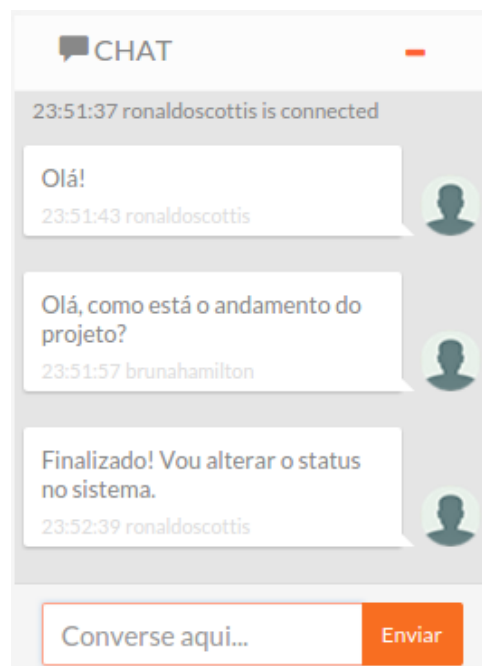 CHAT
23:51:37 ronaldoscottis is connected
Olá!
23:51:43 ronaldoscottis
Olá, como está o andamento do
projeto?
23:51:57 brunahamilton
Finalizado! Vou alterar o status
no sistema.
23:52:39 ronaldoscottis
Converse aqui...
Enviar